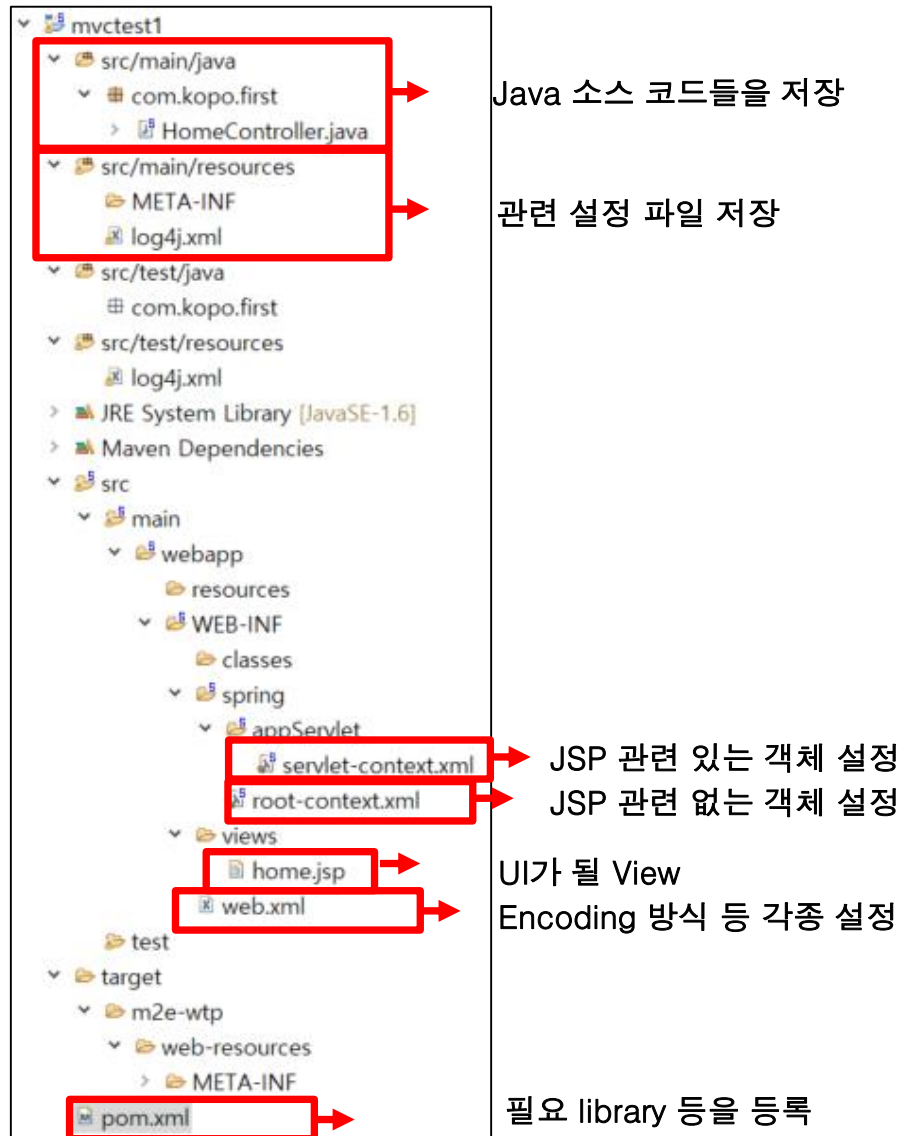 mvctest1
src/main/java
com.kopo.first
HomeController.java
Java 소스 코드들을 저장
src/main/resources
META-INF
log4j.xml
관련 설정 파일 저장
src/test/java
com.kopo.first
src/test/resources
log4j.xml
JRE System Library [JavaSE-1.6]
Maven Dependencies
src
main
webapp
resources
WEB-INF
classes
spring
appServlet
servlet-context.xml
JSP 관련 있는 객체 설정
root-context.xml
JSP 관련 없는 객체 설정
views
home.jsp
UI가 될 View
web.xml
Encoding 방식 등 각종 설정
test
target
m2e-wtp
web-resources
META-INF
pom.xml
필요 library 등을 등록